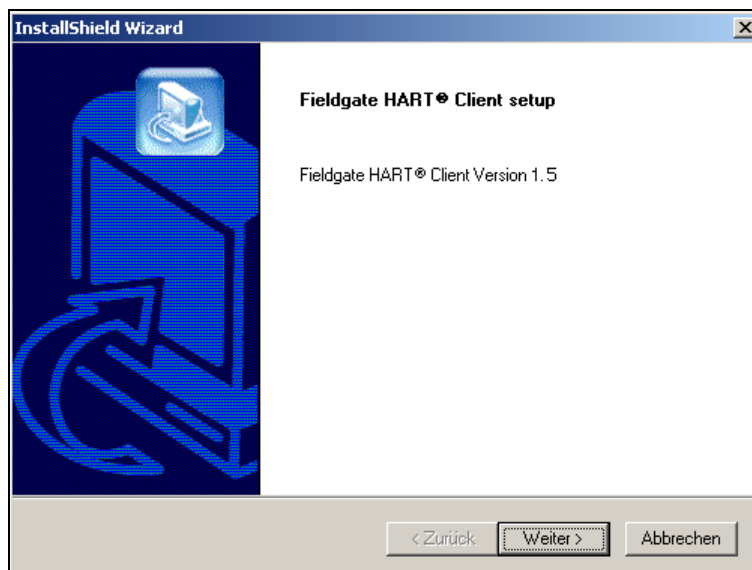 InstallShield Wizard
Fieldgate HART® Client setup
Fieldgate HART® Client Version 1.5
< Zurück Weiter > Abbrechen